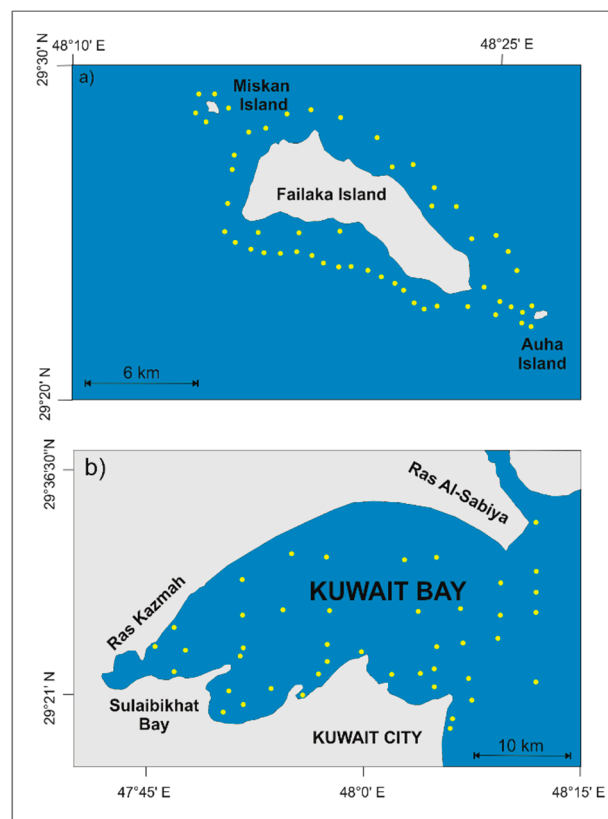 48°10' E
48°25' E
29°30' N
a)
Miskan
Island
Failaka Island
Auha
Island
6 km
29°20' N
b)
29°36'30'' N
Ras Al-Sabiya
KUWAIT BAY
Ras Kazmah
29°21' N
Sulaibikhat
Bay
KUWAIT CITY
10 km
47°45' E
48°0' E
48°15' E